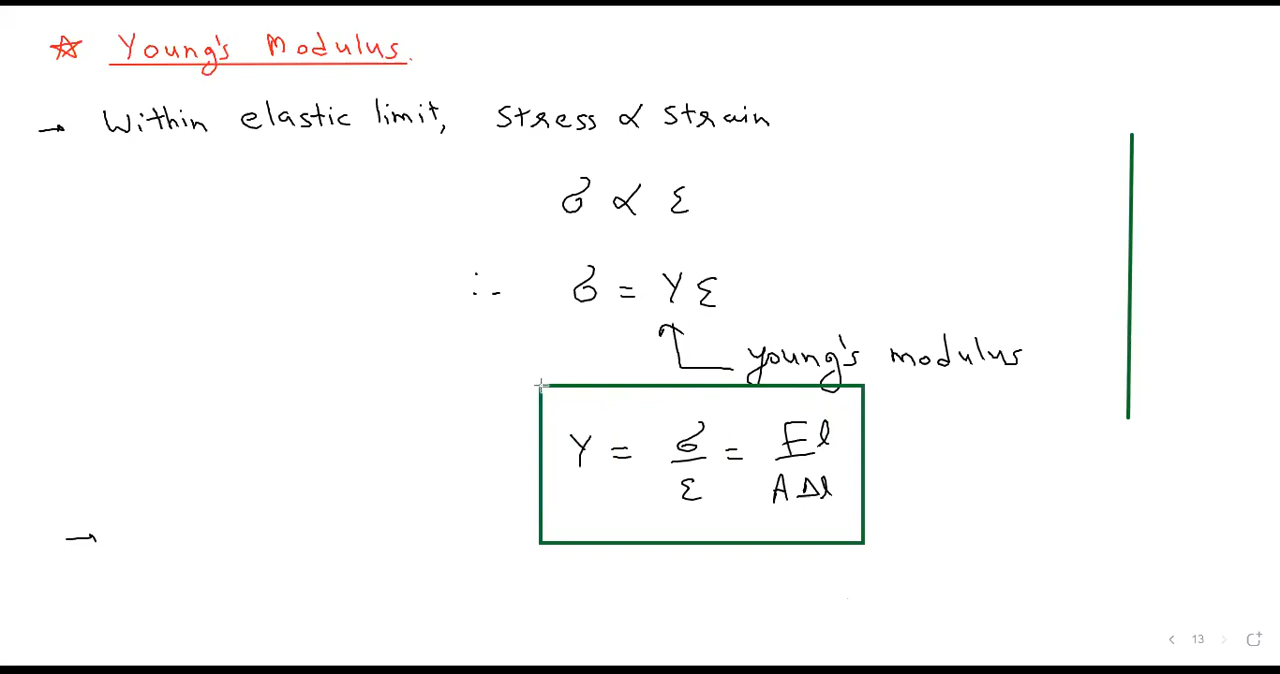 ☆ Young's Modulus.
→ Within elastic limit, stress ∝ strain
σ ∝ ε
∴ σ = Y ε
young's modulus
Y = σ/ε = Fl/AΔl
→
< 13 >